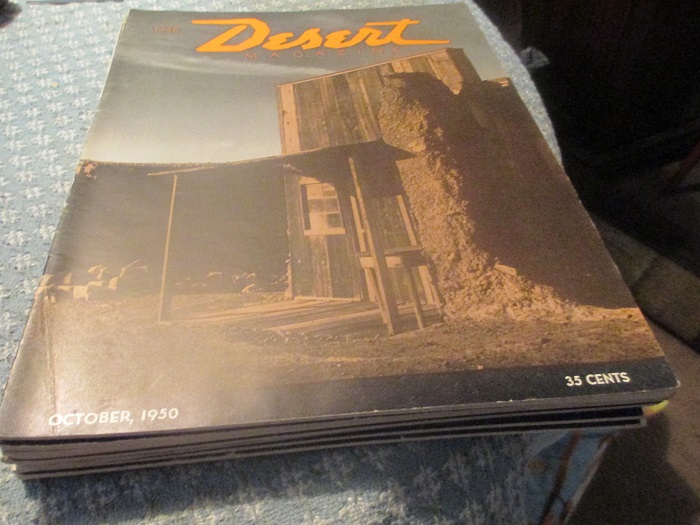 THE
Desert
MAGAZINE
35 CENTS
OCTOBER, 1950